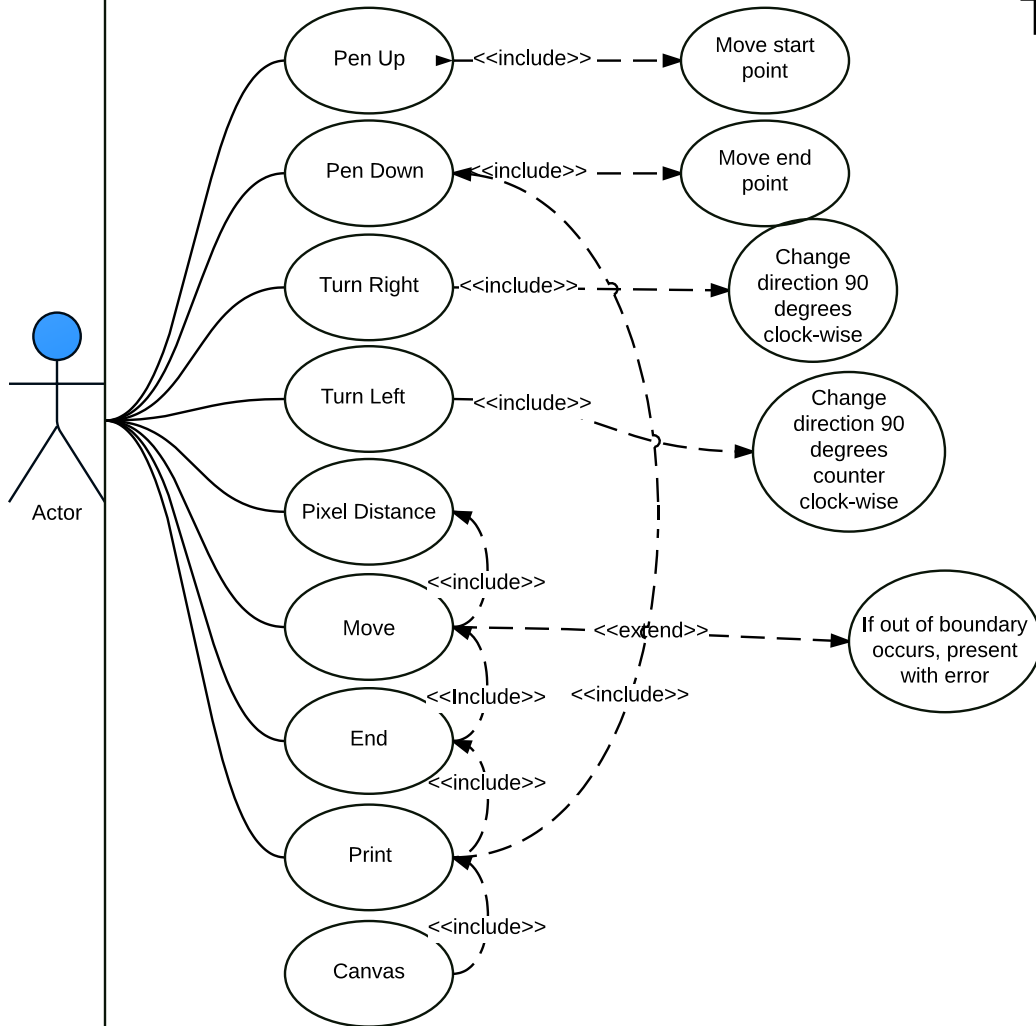 Pen Up
<<include>>
Move start
point
Pen Down
<<include>>
Move end
point
Turn Right
<<include>>
Change
direction 90
degrees
clock-wise
Turn Left
<<include>>
Change
direction 90
degrees
counter
clock-wise
Actor
Pixel Distance
<<include>>
Move
<<extend>>
If out of boundary
occurs, present
with error
<<Include>>
<<include>>
End
<<include>>
Print
<<include>>
Canvas